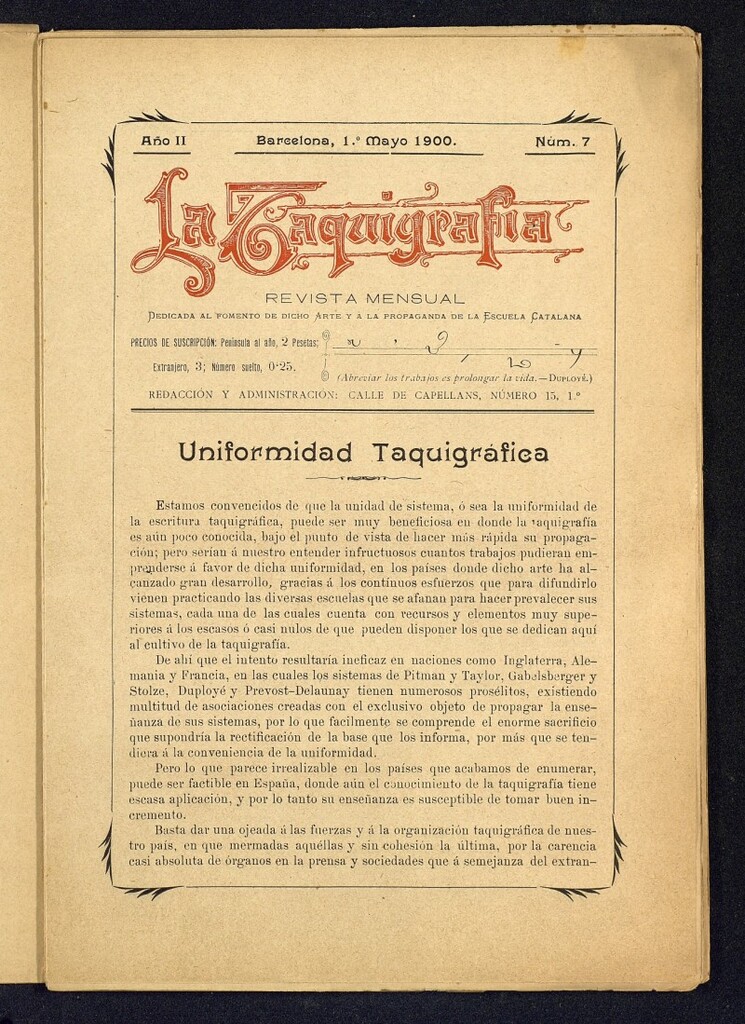 Año II
Barcelona, 1.º Mayo 1900.
Núm. 7
La Taquigrafía
REVISTA MENSUAL
DEDICADA AL FOMENTO DE DICHO ARTE Y A LA PROPAGANDA DE LA ESCUELA CATALANA
PRECIOS DE SUSCRIPCIÓN: Península al año, 2 Pesetas;
Extranjero, 3; Número suelto, 0'25.
(Abreviar los trabajos es prolongar la vida.—DUPLOYÉ.)
REDACCIÓN Y ADMINISTRACIÓN: CALLE DE CAPELLANS, NÚMERO 15, 1.º
Uniformidad Taquigráfica
Estamos convencidos de que la unidad de sistema, ó sea la uniformidad de
la escritura taquigráfica, puede ser muy beneficiosa en donde la taquigrafía
es aún poco conocida, bajo el punto de vista de hacer más rápida su propaga-
ción; pero serían á nuestro entender infructuosos cuantos trabajos pudieran em-
prenderse á favor de dicha uniformidad, en los países donde dicho arte ha al-
canzado gran desarrollo, gracias á los contínuos esfuerzos que para difundirlo
vienen practicando las diversas escuelas que se afanan para hacer prevalecer sus
sistemas, cada una de las cuales cuenta con recursos y elementos muy supe-
riores á los escasos ó casi nulos de que pueden disponer los que se dedican aquí
al cultivo de la taquigrafía.
De ahí que el intento resultaría ineficaz en naciones como Inglaterra, Ale-
mania y Francia, en las cuales los sistemas de Pitman y Taylor, Gabelsberger y
Stolze, Duployé y Prevost-Delaunay tienen numerosos prosélitos, existiendo
multitud de asociaciones creadas con el exclusivo objeto de propagar la ense-
ñanza de sus sistemas, por lo que facilmente se comprende el enorme sacrificio
que supondría la rectificación de la base que los informa, por más que se ten-
diera á la conveniencia de la uniformidad.
Pero lo que parece irrealizable en los países que acabamos de enumerar,
puede ser factible en España, donde aún el conocimiento de la taquigrafía tiene
escasa aplicación, y por lo tanto su enseñanza es susceptible de tomar buen in-
cremento.
Basta dar una ojeada á las fuerzas y á la organización taquigráfica de nues-
tro país, en que mermadas aquéllas y sin cohesión la última, por la carencia
casi absoluta de órganos en la prensa y sociedades que á semejanza del extran-